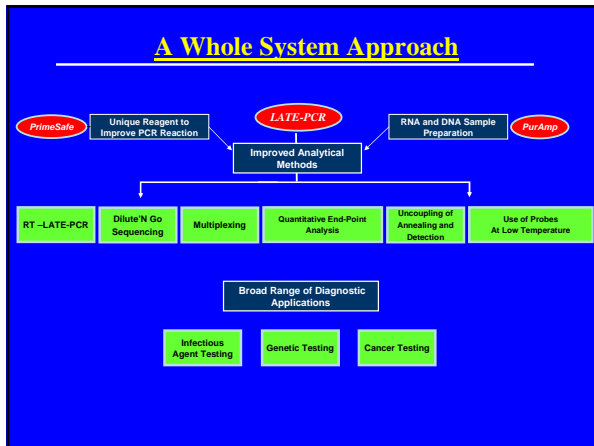 A Whole System Approach
PrimeSafe
Unique Reagent to
Improve PCR Reaction
LATE-PCR
RNA and DNA Sample
Preparation
PurAmp
Improved Analytical
Methods
RT –LATE-PCR
Dilute'N Go
Sequencing
Multiplexing
Quantitative End-Point
Analysis
Uncoupling of
Annealing and
Detection
Use of Probes
At Low Temperature
Broad Range of Diagnostic
Applications
Infectious
Agent Testing
Genetic Testing
Cancer Testing